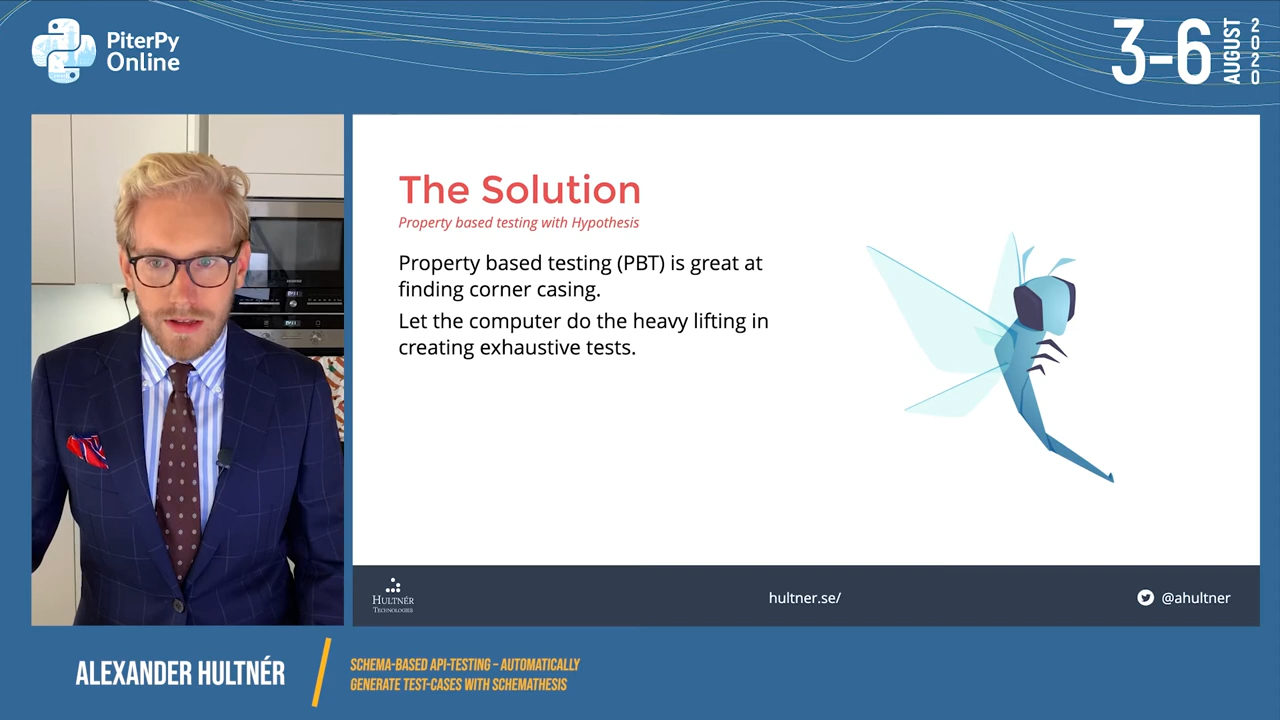 PiterPy
Online
3-6
AUGUST
2020
The Solution
Property based testing with Hypothesis
Property based testing (PBT) is great at
finding corner casing.
Let the computer do the heavy lifting in
creating exhaustive tests.
HULTNÉR
TECHNOLOGIES
hultner.se/
@ahultner
ALEXANDER HULTNÉR
SCHEMA-BASED API-TESTING – AUTOMATICALLY
GENERATE TEST-CASES WITH SCHEMATHESIS